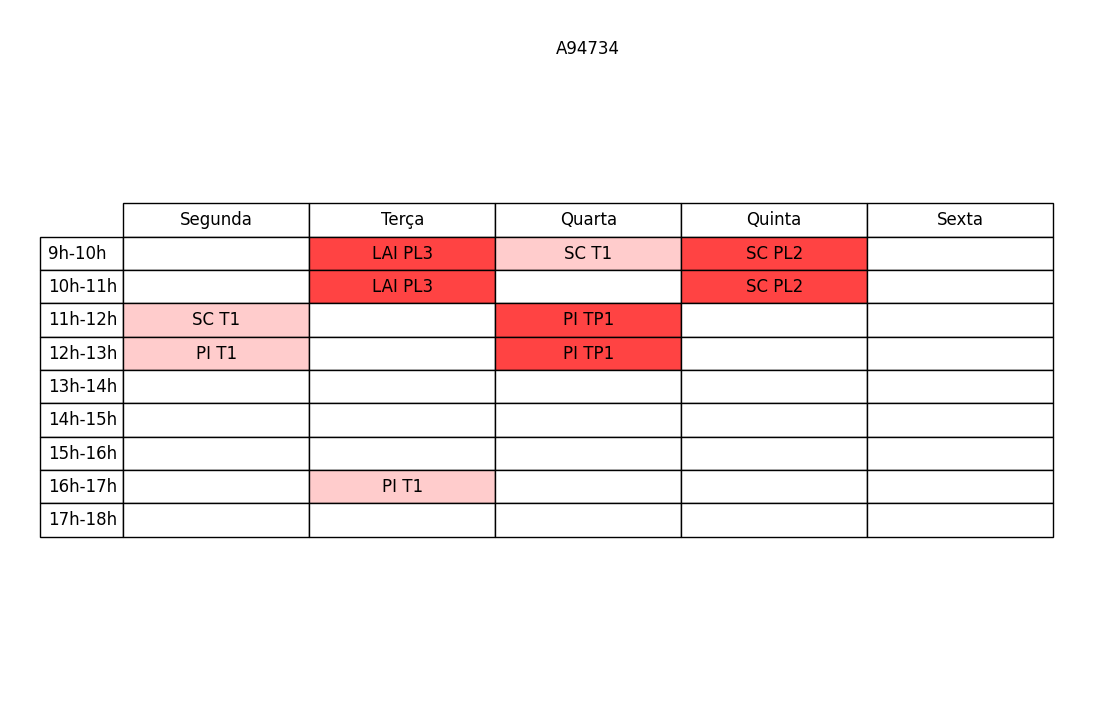 A94734
Segunda Terça Quarta Quinta Sexta
9h-10h LAI PL3 SC T1 SC PL2
10h-11h LAI PL3 SC PL2
11h-12h SC T1 PI TP1
12h-13h PI T1 PI TP1
13h-14h
14h-15h
15h-16h
16h-17h PI T1
17h-18h